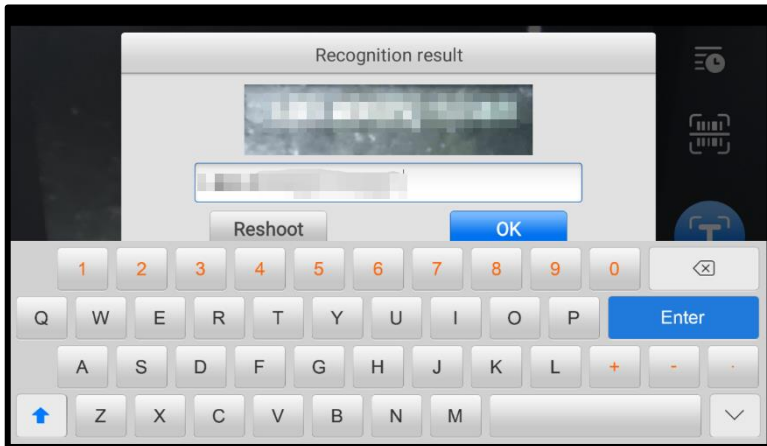 Recognition result
Reshoot
OK
1 2 3 4 5 6 7 8 9 0
Q W E R T Y U I O P Enter
A S D F G H J K L + - .
Z X C V B N M